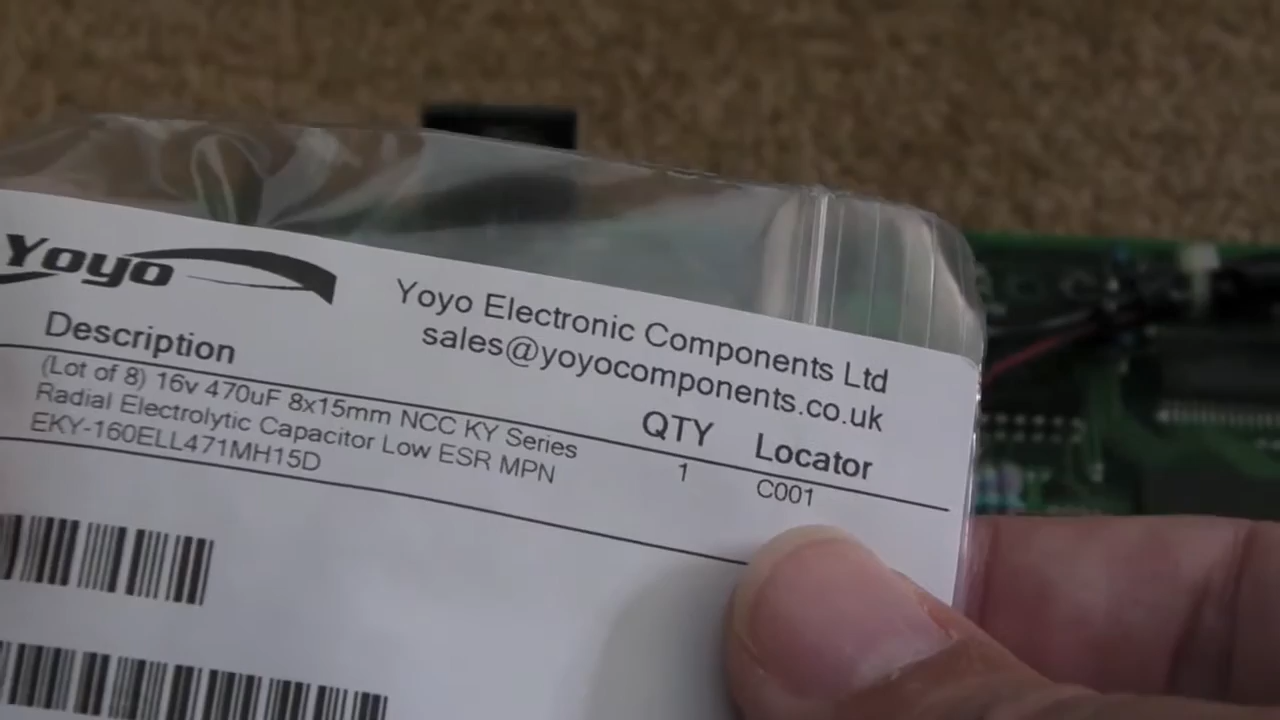 Yoyo
Yoyo Electronic Components Ltd
sales@yoyocomponents.co.uk
Description QTY Locator
(Lot of 8) 16v 470uF 8x15mm NCC KY Series 1 C001
Radial Electrolytic Capacitor Low ESR MPN
EKY-160ELL471MH15D